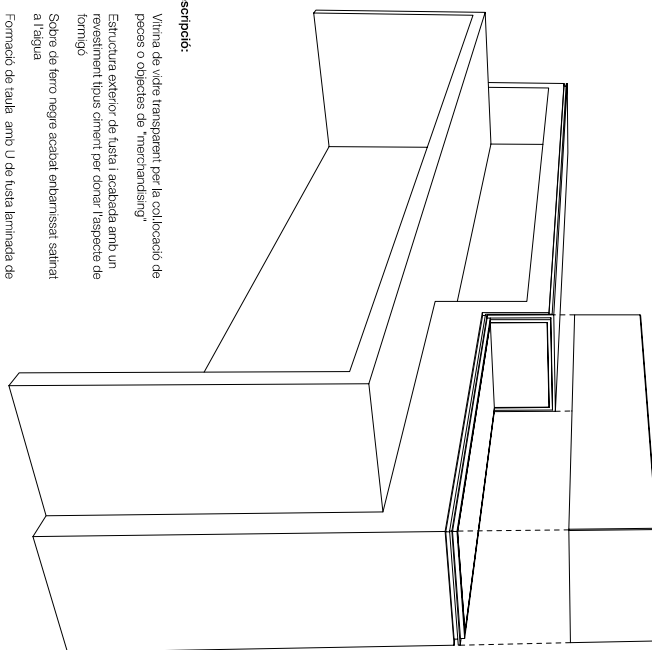 scripció:
Vitrina de vidre transparent per la col.locació de
peces o objectes de "merchandising"
Estructura exterior de fusta i acabada amb un
revestiment tipus ciment per donar l'aspecte de
formigó
Sobre de ferro negre acabat enbarnissat satinat
a l'aigua
Formació de taula amb U de fusta laminada de